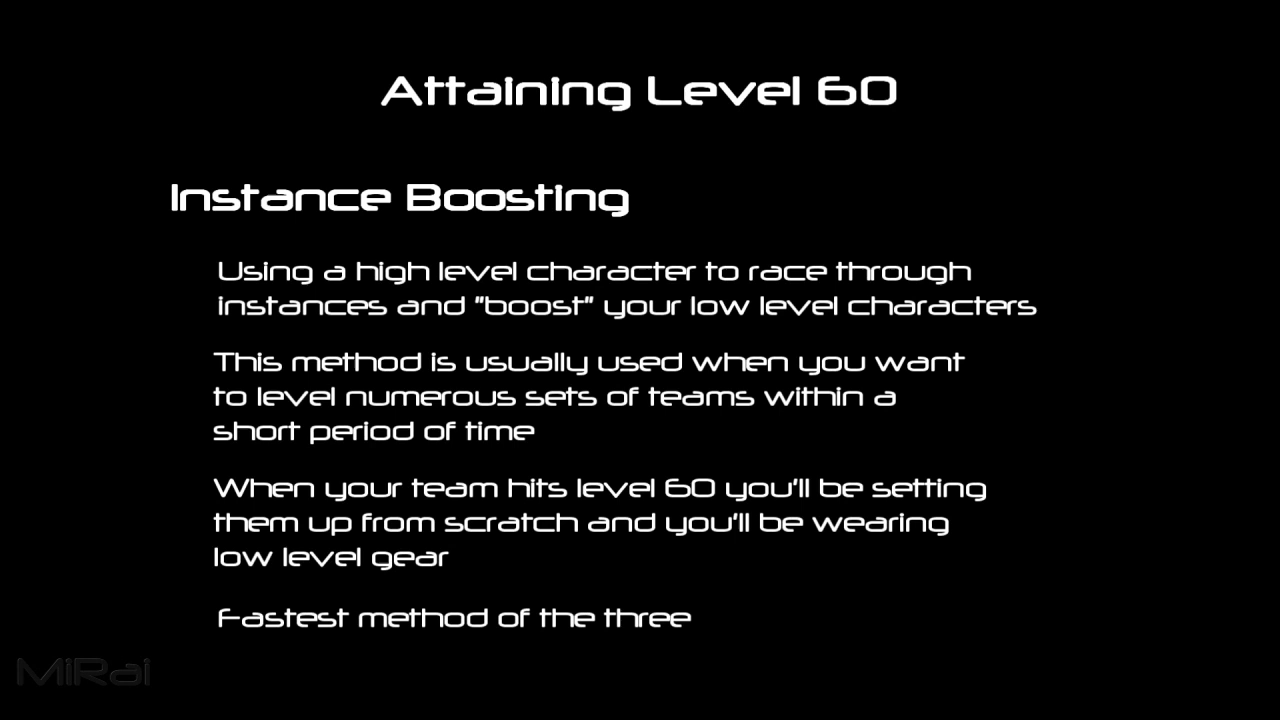 Attaining Level 60
Instance Boosting
Using a high level character to race through
instances and "boost" your low level characters
This method is usually used when you want
to level numerous sets of teams within a
short period of time
When your team hits level 60 you'll be setting
them up from scratch and you'll be wearing
low level gear
Fastest method of the three
MiRai